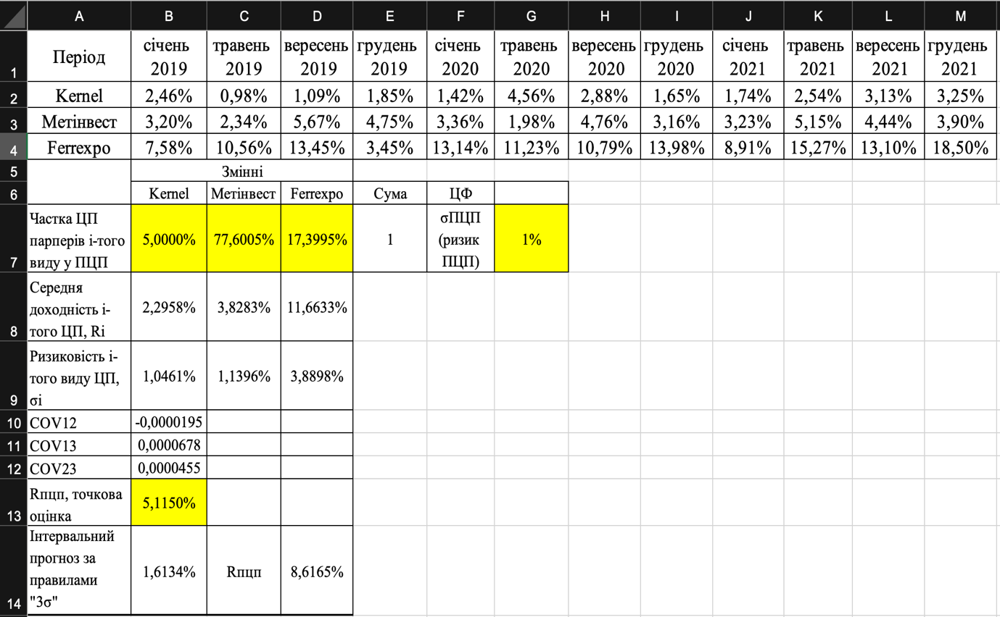 A B C D E F G H I J K L M
1 Період січень 2019 травень 2019 вересень 2019 грудень 2019 січень 2020 травень 2020 вересень 2020 грудень 2020 січень 2021 травень 2021 вересень 2021 грудень 2021
2 Kernel 2,46% 0,98% 1,09% 1,85% 1,42% 4,56% 2,88% 1,65% 1,74% 2,54% 3,13% 3,25%
3 Метінвест 3,20% 2,34% 5,67% 4,75% 3,36% 1,98% 4,76% 3,16% 3,23% 5,15% 4,44% 3,90%
4 Ferrexpo 7,58% 10,56% 13,45% 3,45% 13,14% 11,23% 10,79% 13,98% 8,91% 15,27% 13,10% 18,50%
5 Змінні
6 Kernel Метінвест Ferrexpo Сума ЦФ
7 Частка ЦП парперів і-того виду у ПЦП 5,0000% 77,6005% 17,3995% 1 σПЦП (ризик ПЦП) 1%
8 Середня доходність і-того ЦП, Ri 2,2958% 3,8283% 11,6633%
9 Ризиковість і-того виду ЦП, σi 1,0461% 1,1396% 3,8898%
10 COV12 -0,0000195
11 COV13 0,0000678
12 COV23 0,0000455
13 Rпцп, точкова оцінка 5,1150%
14 Інтервальний прогноз за правилами "3σ" 1,6134% Rпцп 8,6165%